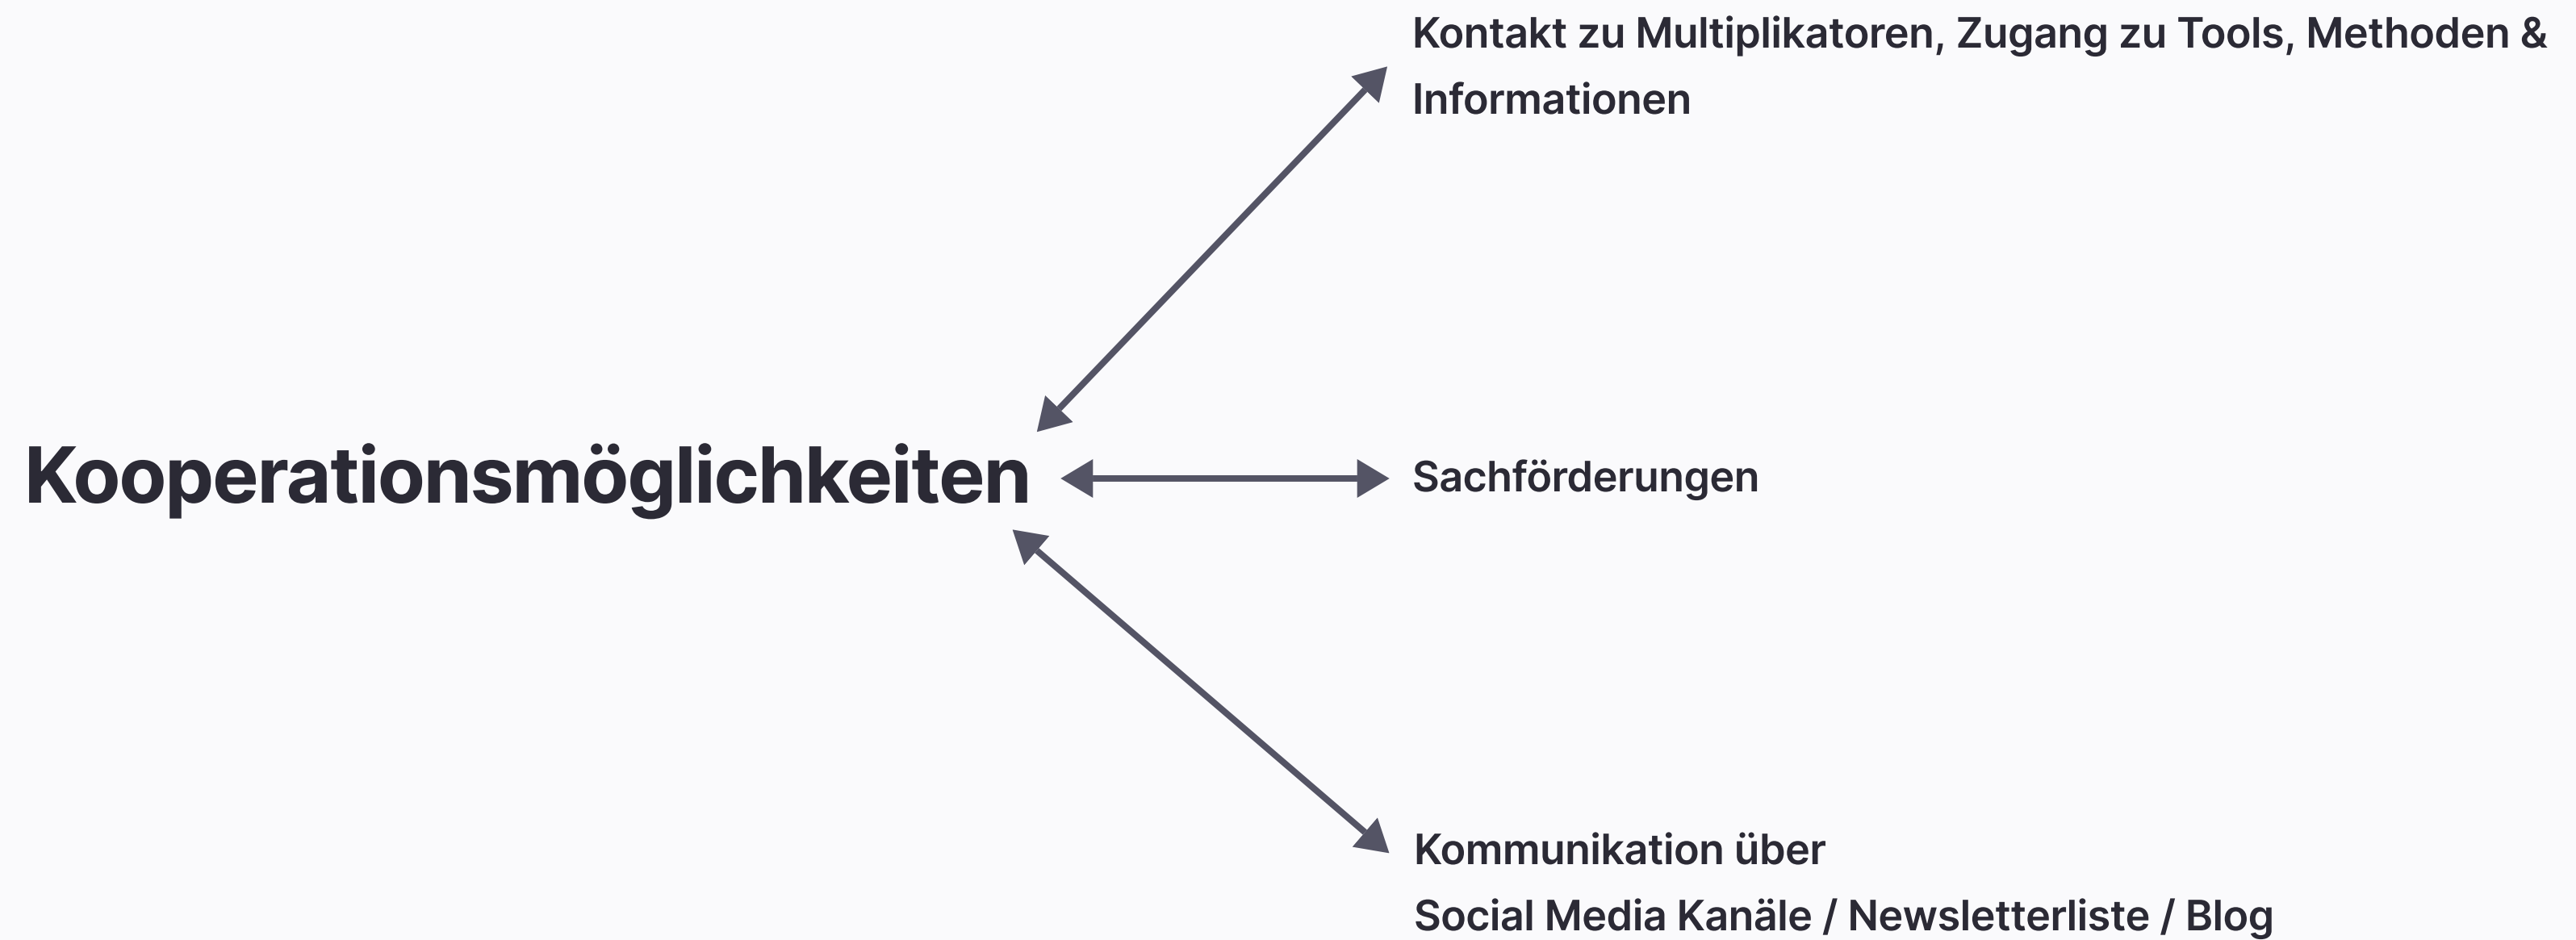 Kontakt zu Multiplikatoren, Zugang zu Tools, Methoden &
Informationen
Kooperationsmöglichkeiten
Sachförderungen
Kommunikation über
Social Media Kanäle / Newsletterliste / Blog